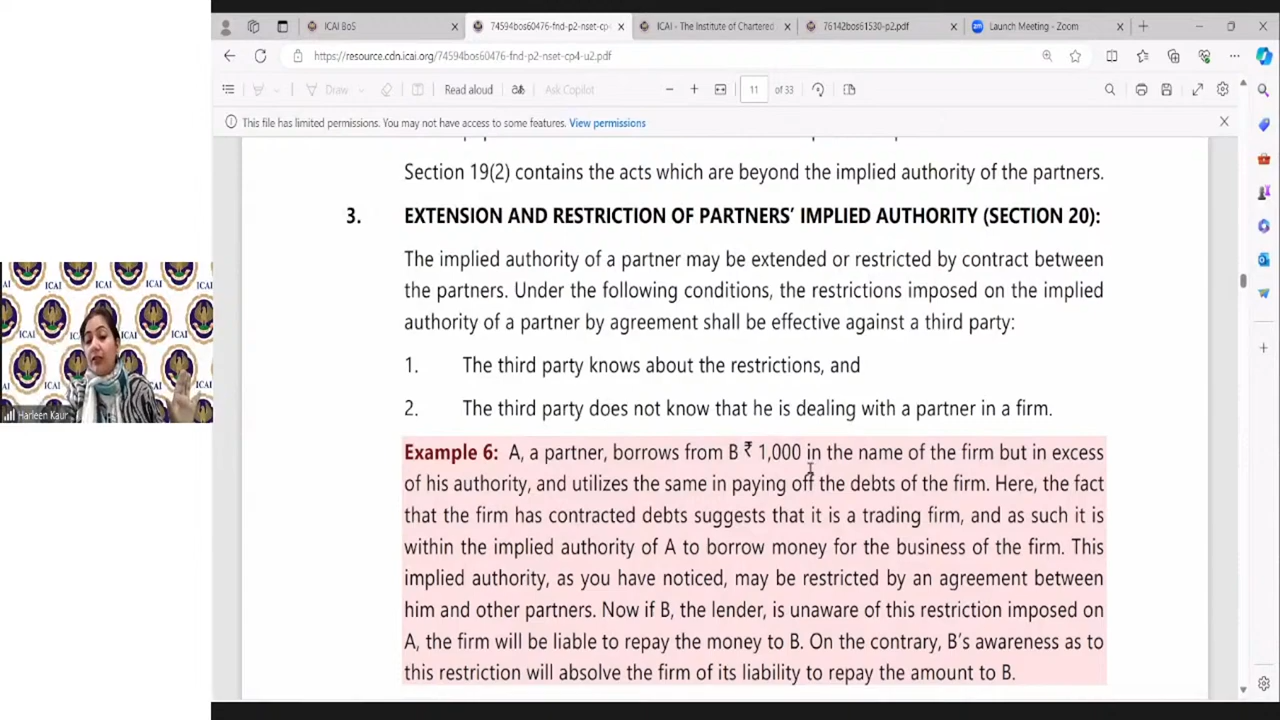 ICAI BoS
74594bos60476-fnd-p2-nset-cp-
ICAI - The Institute of Chartered
76142bos61530-p2.pdf
Launch Meeting - Zoom
https://resource.cdn.icai.org/74594bos60476-fnd-p2-nset-cp4-u2.pdf
Draw
Read aloud
Ask Copilot
11 of 33
This file has limited permissions. You may not have access to some features. View permissions
Section 19(2) contains the acts which are beyond the implied authority of the partners.
3. EXTENSION AND RESTRICTION OF PARTNERS' IMPLIED AUTHORITY (SECTION 20):
The implied authority of a partner may be extended or restricted by contract between
the partners. Under the following conditions, the restrictions imposed on the implied
authority of a partner by agreement shall be effective against a third party:
1. The third party knows about the restrictions, and
2. The third party does not know that he is dealing with a partner in a firm.
Example 6: A, a partner, borrows from B ₹ 1,000 in the name of the firm but in excess
of his authority, and utilizes the same in paying off the debts of the firm. Here, the fact
that the firm has contracted debts suggests that it is a trading firm, and as such it is
within the implied authority of A to borrow money for the business of the firm. This
implied authority, as you have noticed, may be restricted by an agreement between
him and other partners. Now if B, the lender, is unaware of this restriction imposed on
A, the firm will be liable to repay the money to B. On the contrary, B's awareness as to
this restriction will absolve the firm of its liability to repay the amount to B.
ICAI
ICAI
ICAI
ICAI
Harleen Kaur